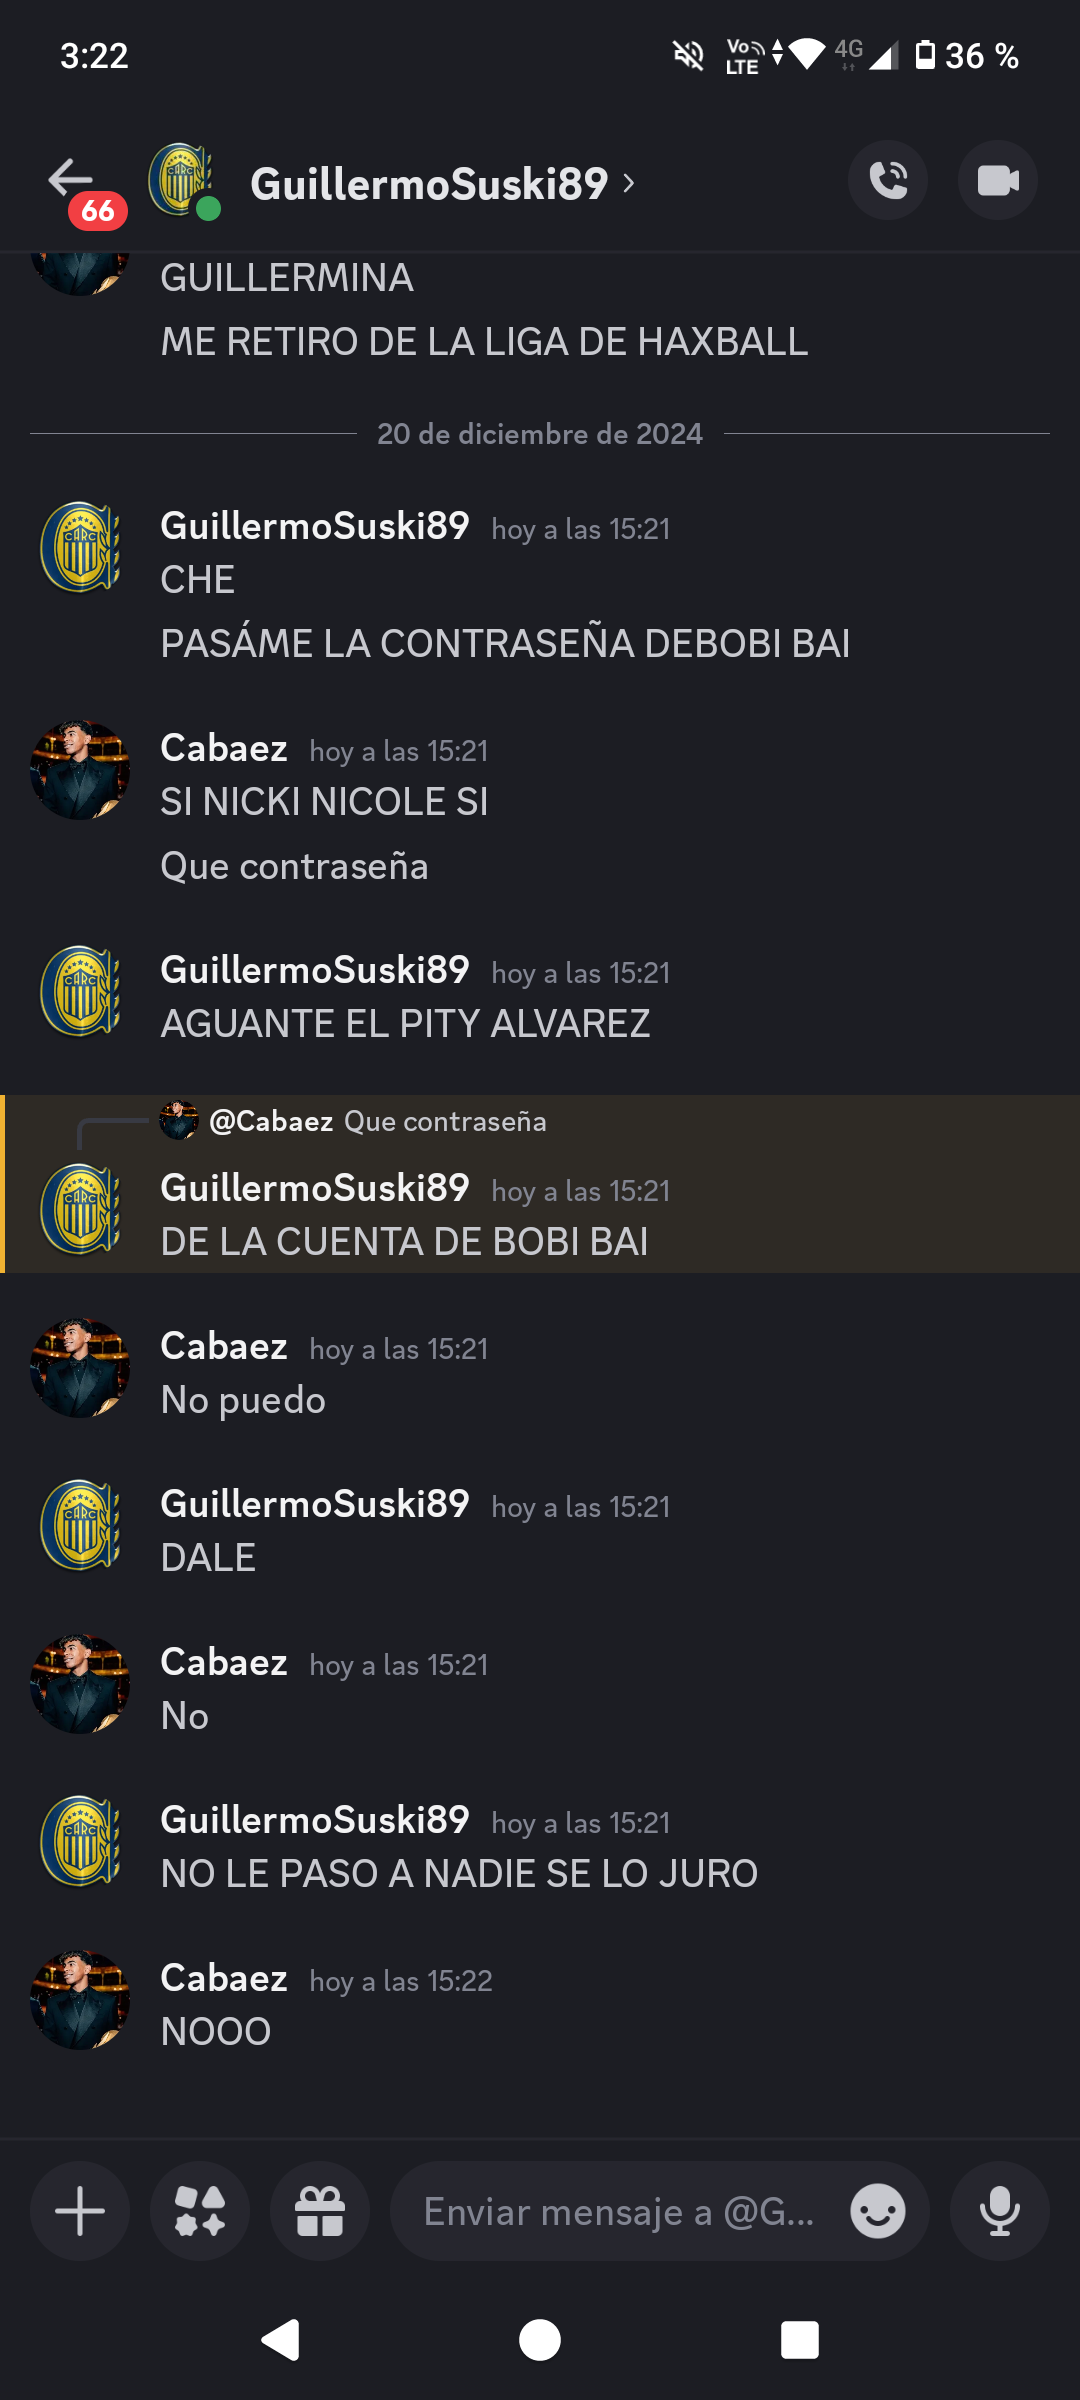 3:22
Vo LTE
4G
36 %
66
GuillermoSuski89
GUILLERMINA
ME RETIRO DE LA LIGA DE HAXBALL
20 de diciembre de 2024
GuillermoSuski89 hoy a las 15:21
CHE
PASÁME LA CONTRASEÑA DEBOBI BAI
Cabaez hoy a las 15:21
SI NICKI NICOLE SI
Que contraseña
GuillermoSuski89 hoy a las 15:21
AGUANTE EL PITY ALVAREZ
@Cabaez Que contraseña
GuillermoSuski89 hoy a las 15:21
DE LA CUENTA DE BOBI BAI
Cabaez hoy a las 15:21
No puedo
GuillermoSuski89 hoy a las 15:21
DALE
Cabaez hoy a las 15:21
No
GuillermoSuski89 hoy a las 15:21
NO LE PASO A NADIE SE LO JURO
Cabaez hoy a las 15:22
NOOO
Enviar mensaje a @G...